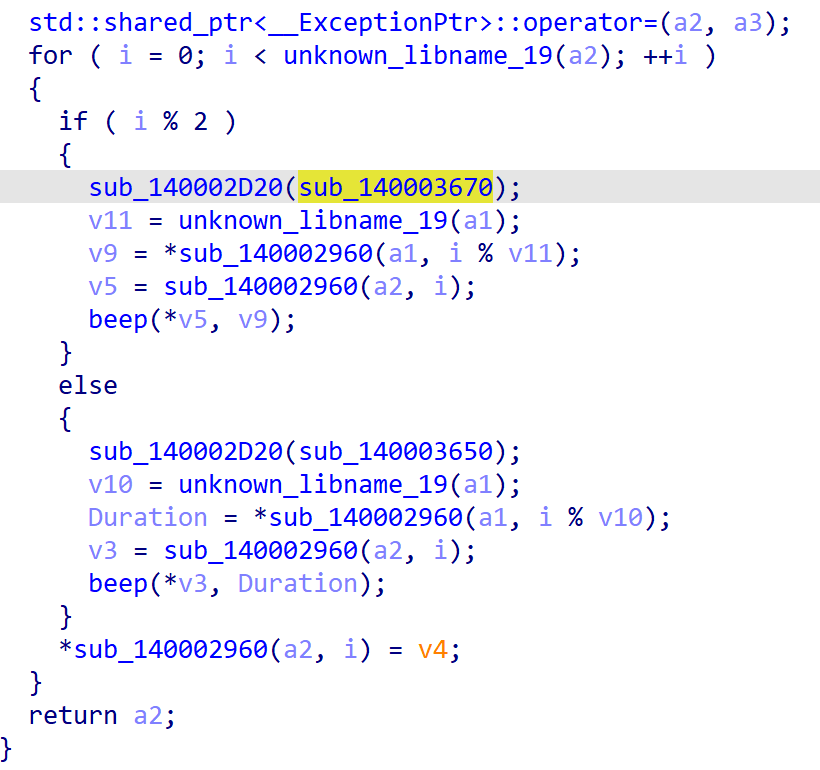 std::shared_ptr<__ExceptionPtr>::operator=(a2, a3);
for ( i = 0; i < unknown_libname_19(a2); ++i )
{
if ( i % 2 )
{
sub_140002D20(sub_140003670);
v11 = unknown_libname_19(a1);
v9 = *sub_140002960(a1, i % v11);
v5 = sub_140002960(a2, i);
beep(*v5, v9);
}
else
{
sub_140002D20(sub_140003650);
v10 = unknown_libname_19(a1);
Duration = *sub_140002960(a1, i % v10);
v3 = sub_140002960(a2, i);
beep(*v3, Duration);
}
*sub_140002960(a2, i) = v4;
}
return a2;
}